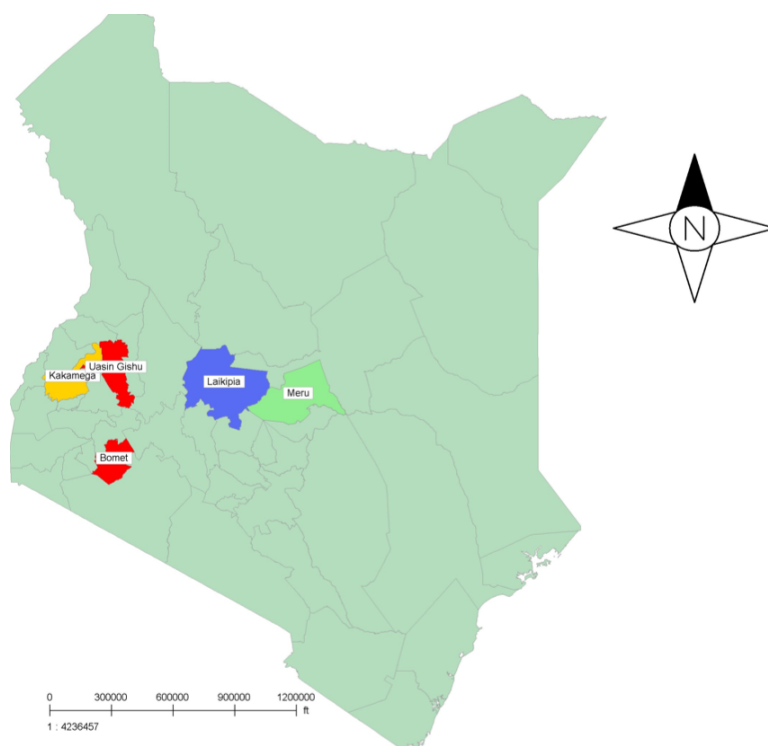 N
Uasin Gishu
Kakamega
Laikipia
Meru
Bomet
0 300000 600000 900000 1200000
ft
1 : 4236457